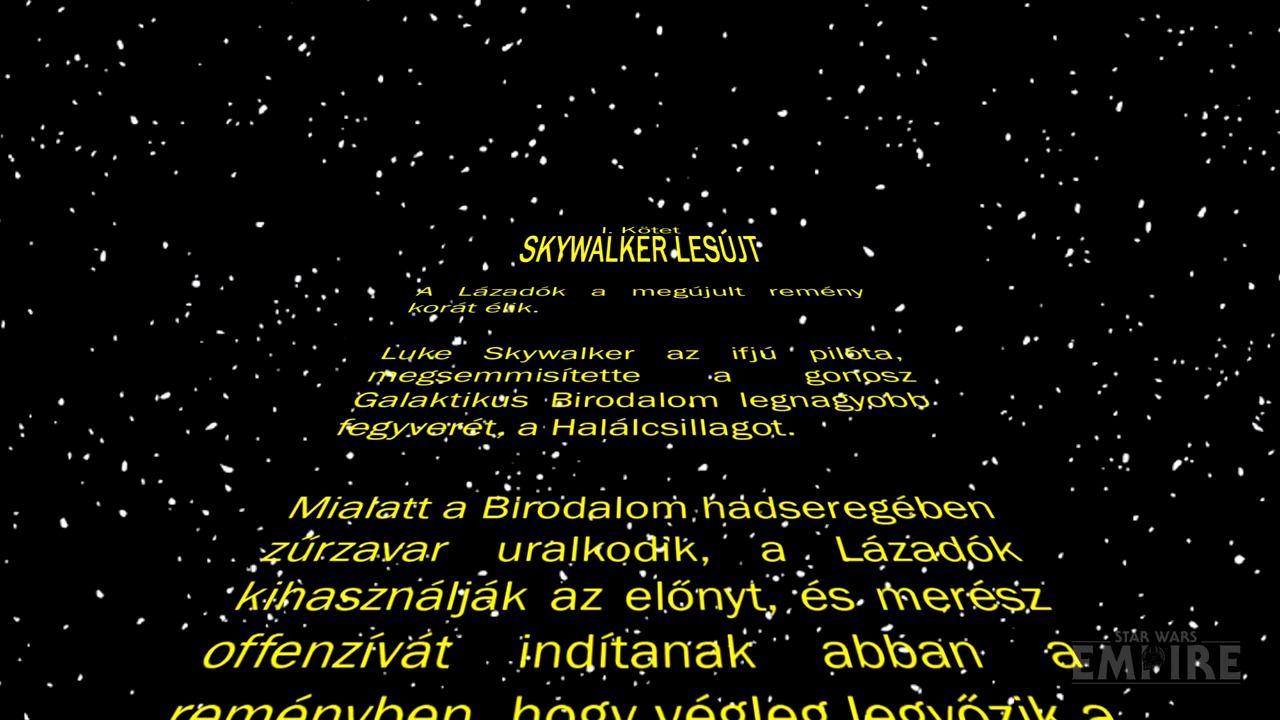 I. Kötet
SKYWALKER LESÚJT
A Lázadók a megújult remény
korát élik.
Luke Skywalker az ifjú pilóta,
megsemmisítette a gonosz
Galaktikus Birodalom legnagyobb
fegyverét, a Halálcsillagot.
Mialatt a Birodalom hadseregében
zűrzavar uralkodik, a Lázadók
kihasználják az előnyt, és merész
offenzívát indítanak abban a
reményben, hogy végleg legyőzik a
STAR WARS
EMPIRE